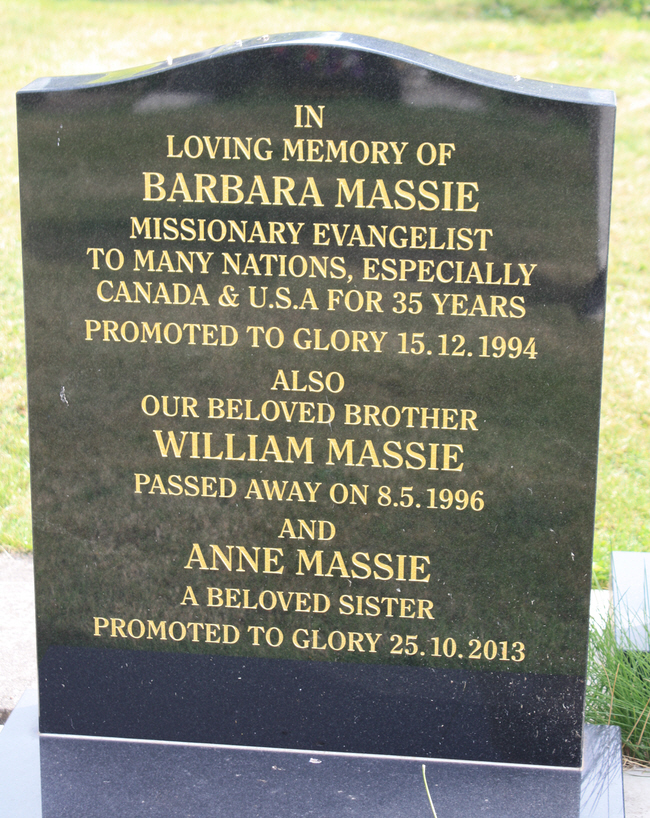 IN
LOVING MEMORY OF
BARBARA MASSIE
MISSIONARY EVANGELIST
TO MANY NATIONS, ESPECIALLY
CANADA & U.S.A FOR 35 YEARS
PROMOTED TO GLORY 15.12.1994
ALSO
OUR BELOVED BROTHER
WILLIAM MASSIE
PASSED AWAY ON 8.5.1996
AND
ANNE MASSIE
A BELOVED SISTER
PROMOTED TO GLORY 25.10.2013